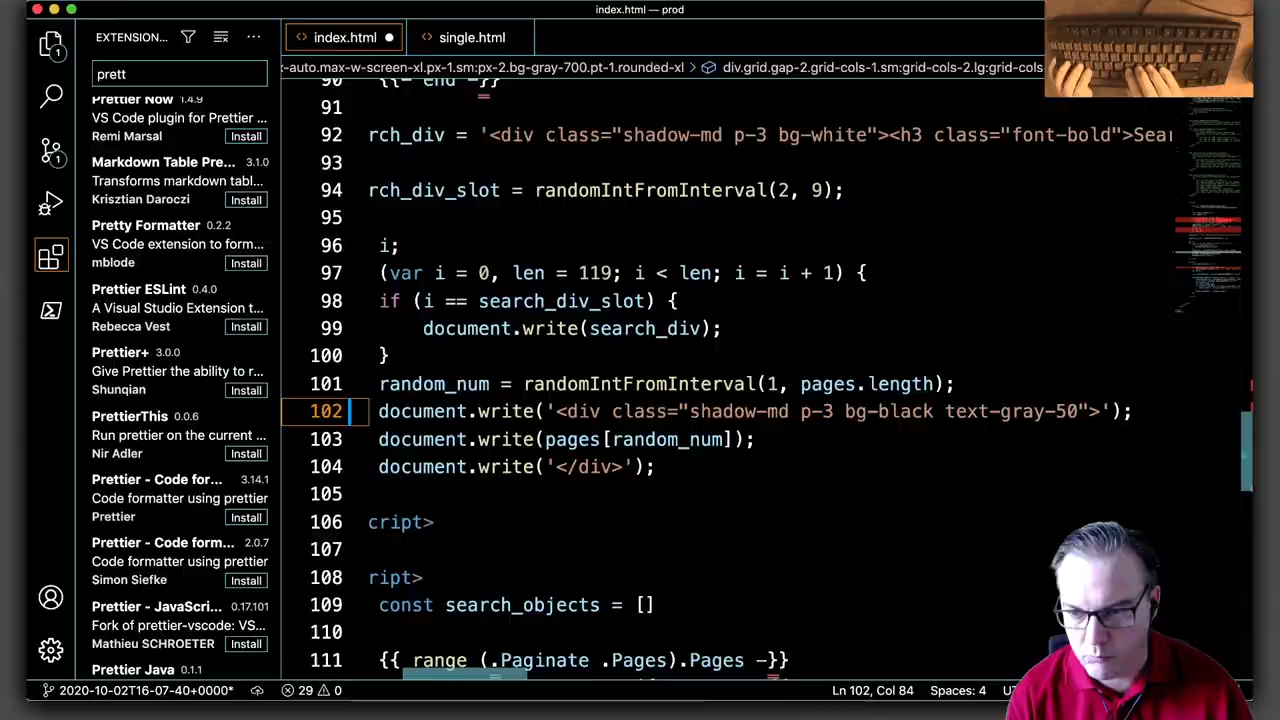 index.html — prod
EXTENSION...
index.html
single.html
1
prett
-auto.max-w-screen-xl.px-1.sm:px-2.bg-gray-700.pt-1.rounded-xl > div.grid.gap-2.grid-cols-1.sm:grid-cols-2.lg:grid-cols-
Prettier Now 1.4.9
VS Code plugin for Prettier ...
Remi Marsal Install
Markdown Table Pre... 3.1.0
Transforms markdown tabl...
Krisztian Daroczi Install
Pretty Formatter 0.2.2
VS Code extension to form...
mblode Install
Prettier ESLint 0.4.0
A Visual Studio Extension t...
Rebecca Vest Install
Prettier+ 3.0.0
Give Prettier the ability to r...
Shunqian Install
PrettierThis 0.0.6
Run prettier on the current ...
Nir Adler Install
Prettier - Code for... 3.14.1
Code formatter using prettier
Prettier Install
Prettier - Code form... 2.0.7
Code formatter using prettier
Simon Siefke Install
Prettier - JavaScri... 0.17.101
Fork of prettier-vscode: VS...
Mathieu SCHROETER Install
Prettier Java 0.1.1
90 {{- end -}}
91
92 rch_div = '<div class="shadow-md p-3 bg-white"><h3 class="font-bold">Sear
93
94 rch_div_slot = randomIntFromInterval(2, 9);
95
96 i;
97 (var i = 0 len = 119; i < len; i = i + 1) {
98 if (i == search_div_slot) {
99 document.write(search_div);
100 }
101 random_num = randomIntFromInterval(1, pages.length);
102 document.write('<div class="shadow-md p-3 bg-black text-gray-50">');
103 document.write(pages[random_num]);
104 document.write('</div>');
105
106 cript>
107
108 ript>
109 const search_objects = []
110
111 {{ range (.Paginate .Pages).Pages -}}
2020-10-02T16-07-40+0000* 29 0 Ln 102, Col 84 Spaces: 4